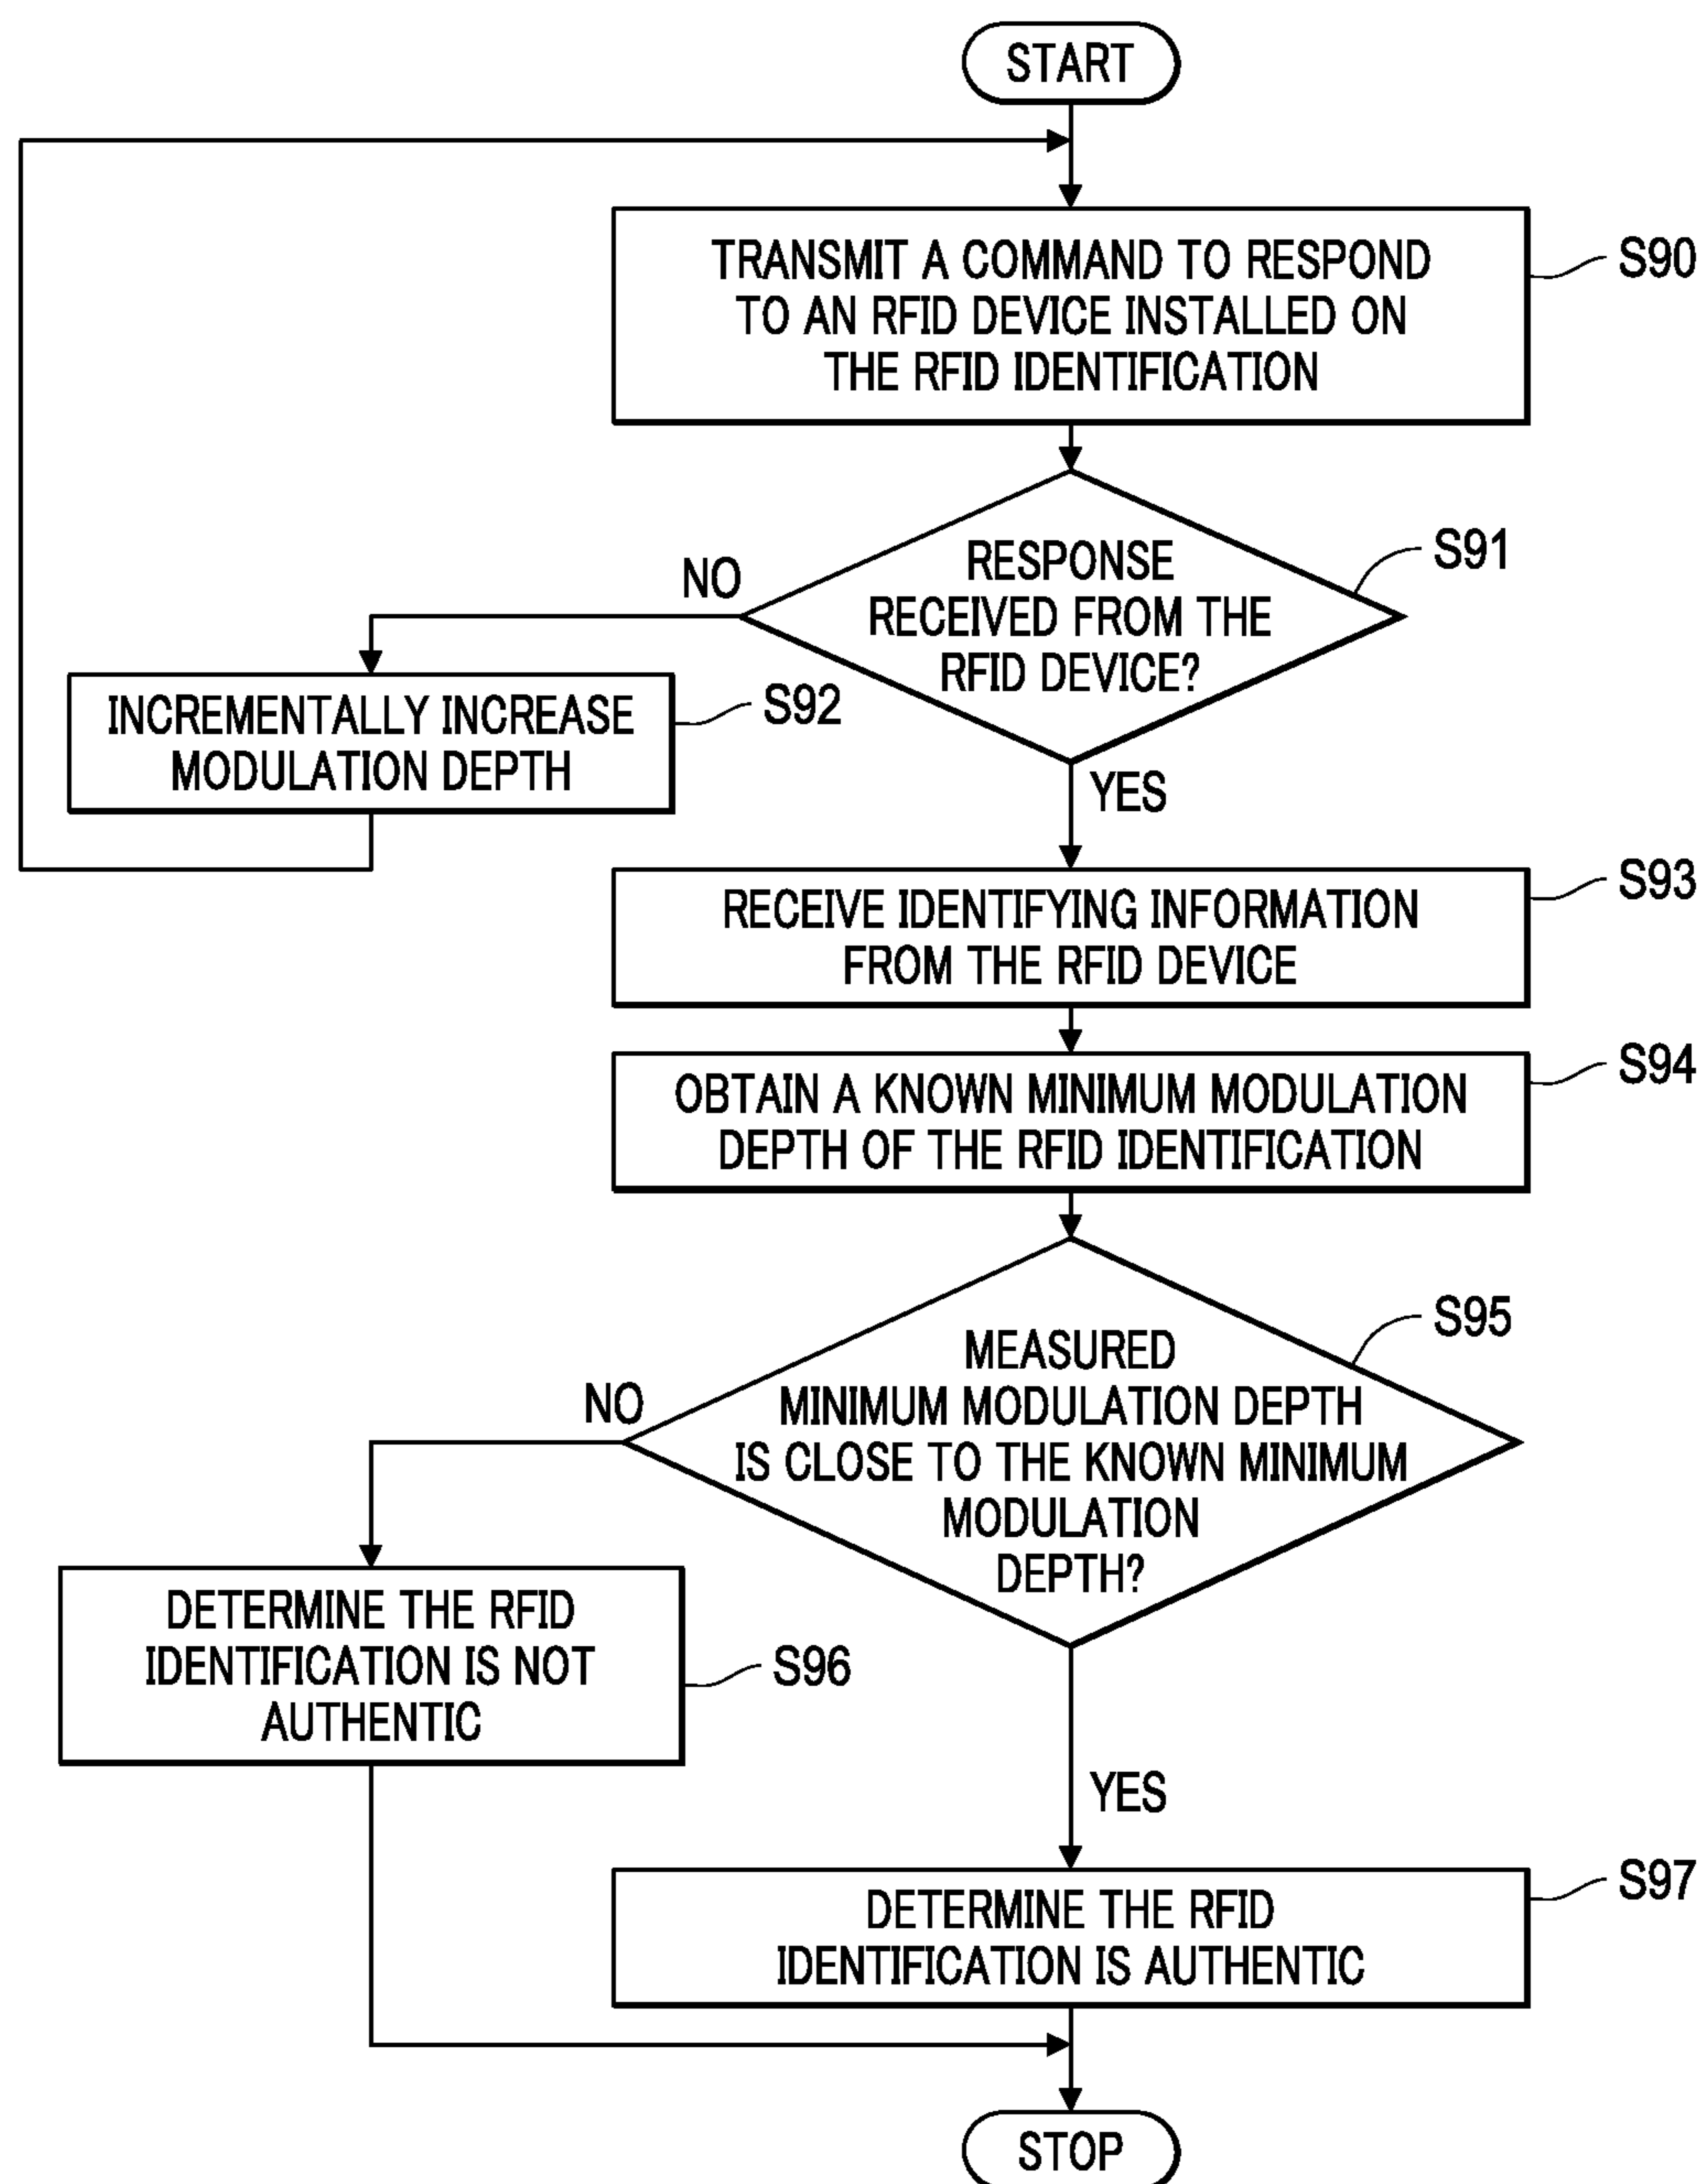 START
TRANSMIT A COMMAND TO RESPOND
TO AN RFID DEVICE INSTALLED ON
THE RFID IDENTIFICATION
S90
RESPONSE
RECEIVED FROM THE
RFID DEVICE?
S91
NO
INCREMENTALLY INCREASE
MODULATION DEPTH
S92
YES
RECEIVE IDENTIFYING INFORMATION
FROM THE RFID DEVICE
S93
OBTAIN A KNOWN MINIMUM MODULATION
DEPTH OF THE RFID IDENTIFICATION
S94
MEASURED
MINIMUM MODULATION DEPTH
IS CLOSE TO THE KNOWN MINIMUM
MODULATION
DEPTH?
S95
NO
DETERMINE THE RFID
IDENTIFICATION IS NOT
AUTHENTIC
S96
YES
DETERMINE THE RFID
IDENTIFICATION IS AUTHENTIC
S97
STOP